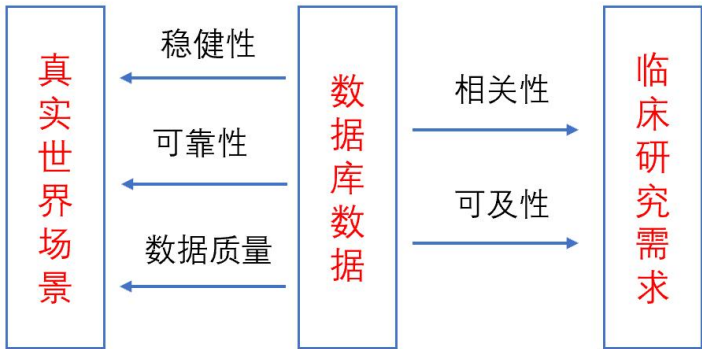 真实世界场景
稳健性
可靠性
数据质量
数据库数据
相关性
可及性
临床研究需求